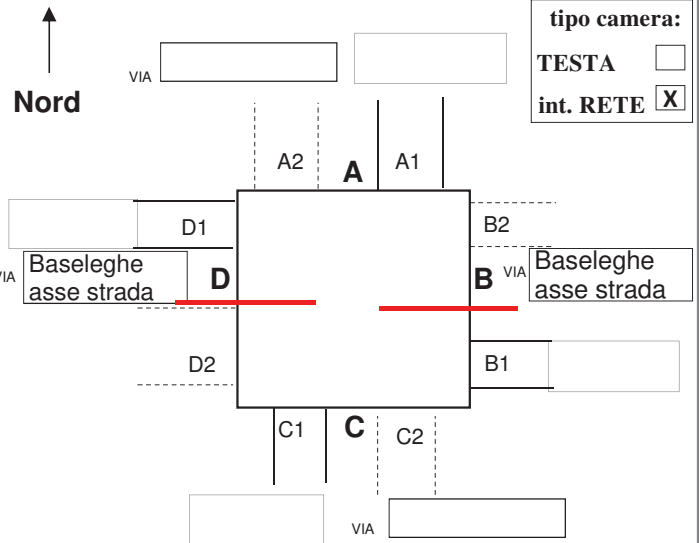 tipo camera:
TESTA
int. RETE X
Nord
VIA
A2
A
A1
D1
B2
VIA
Baseleghe
asse strada
D
B
VIA
Baseleghe
asse strada
D2
B1
C1
C
C2
VIA